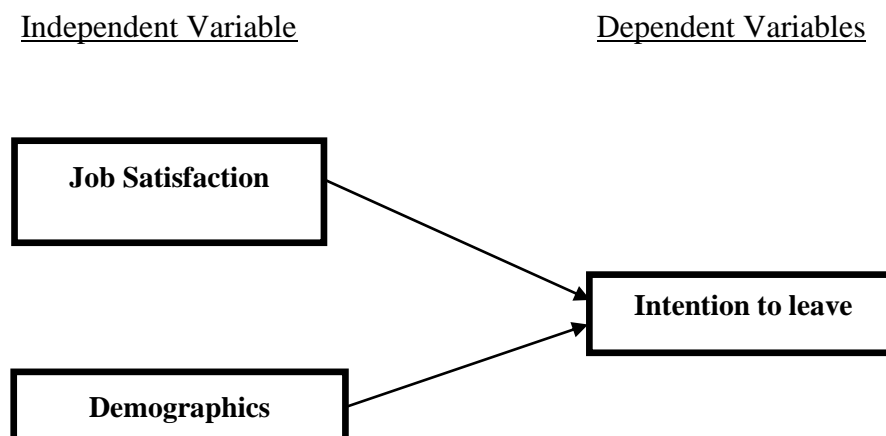 Independent Variable
Dependent Variables
Job Satisfaction
Intention to leave
Demographics